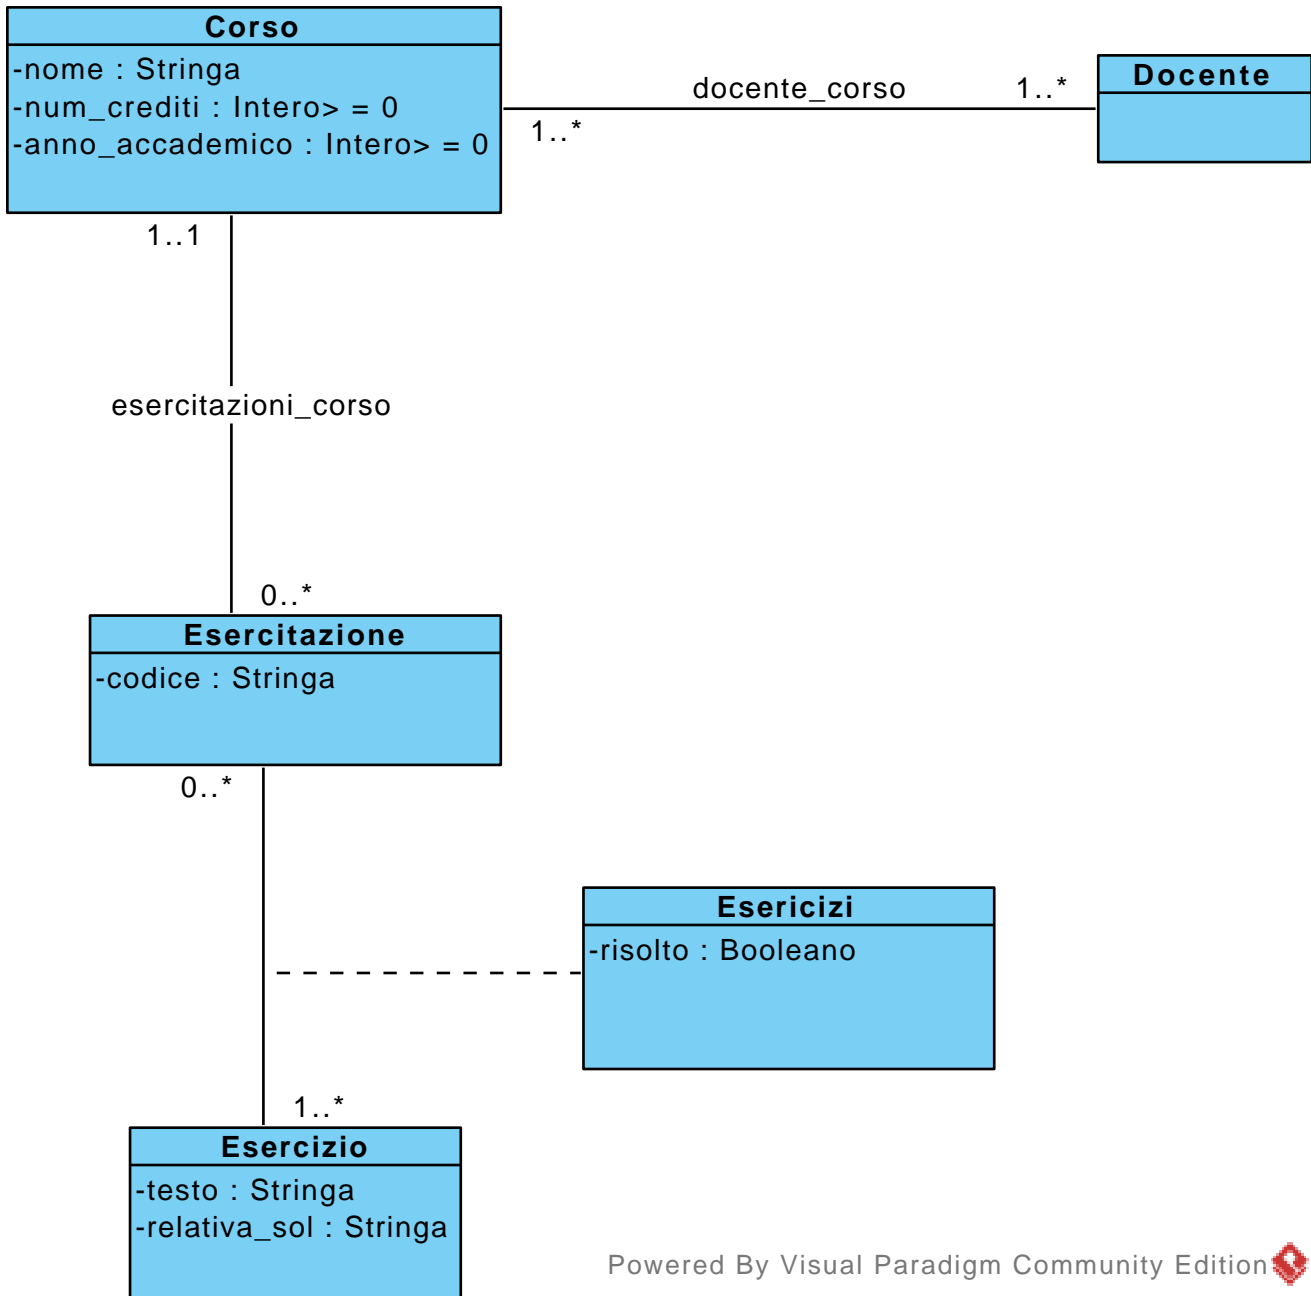 Corso
-nome : Stringa
-num_crediti : Intero> = 0
-anno_accademico : Intero> = 0
docente_corso
1..*
1..*
Docente
1..1
esercitazioni_corso
0..*
Esercitazione
-codice : Stringa
0..*
Esericizi
-risolto : Booleano
1..*
Esercizio
-testo : Stringa
-relativa_sol : Stringa
Powered By Visual Paradigm Community Edition